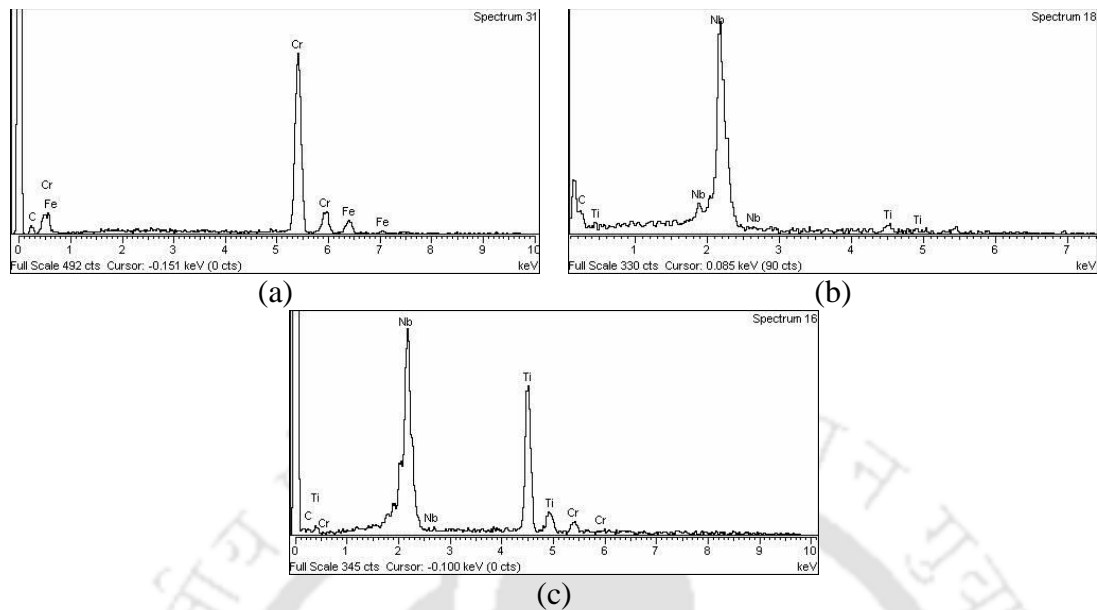 Spectrum 31
Cr
Cr
Fe
C
Cr
Fe
Fe
0 1 2 3 4 5 6 7 8 9 10
Full Scale 492 cts Cursor: -0.151 keV (0 cts)
keV
(a)
Spectrum 18
Nb
C
Ti
Nb
Nb
Ti
Ti
2 3 4 5 6 7
1
Full Scale 330 cts Cursor: 0.085 keV (90 cts)
keV
(b)
Spectrum 16
Nb
Ti
Ti
C
Cr
Nb
Ti
Cr
Cr
0 1 2 3 4 5 6 7 8 9 10
Full Scale 345 cts Cursor: -0.100 keV (0 cts)
keV
(c)